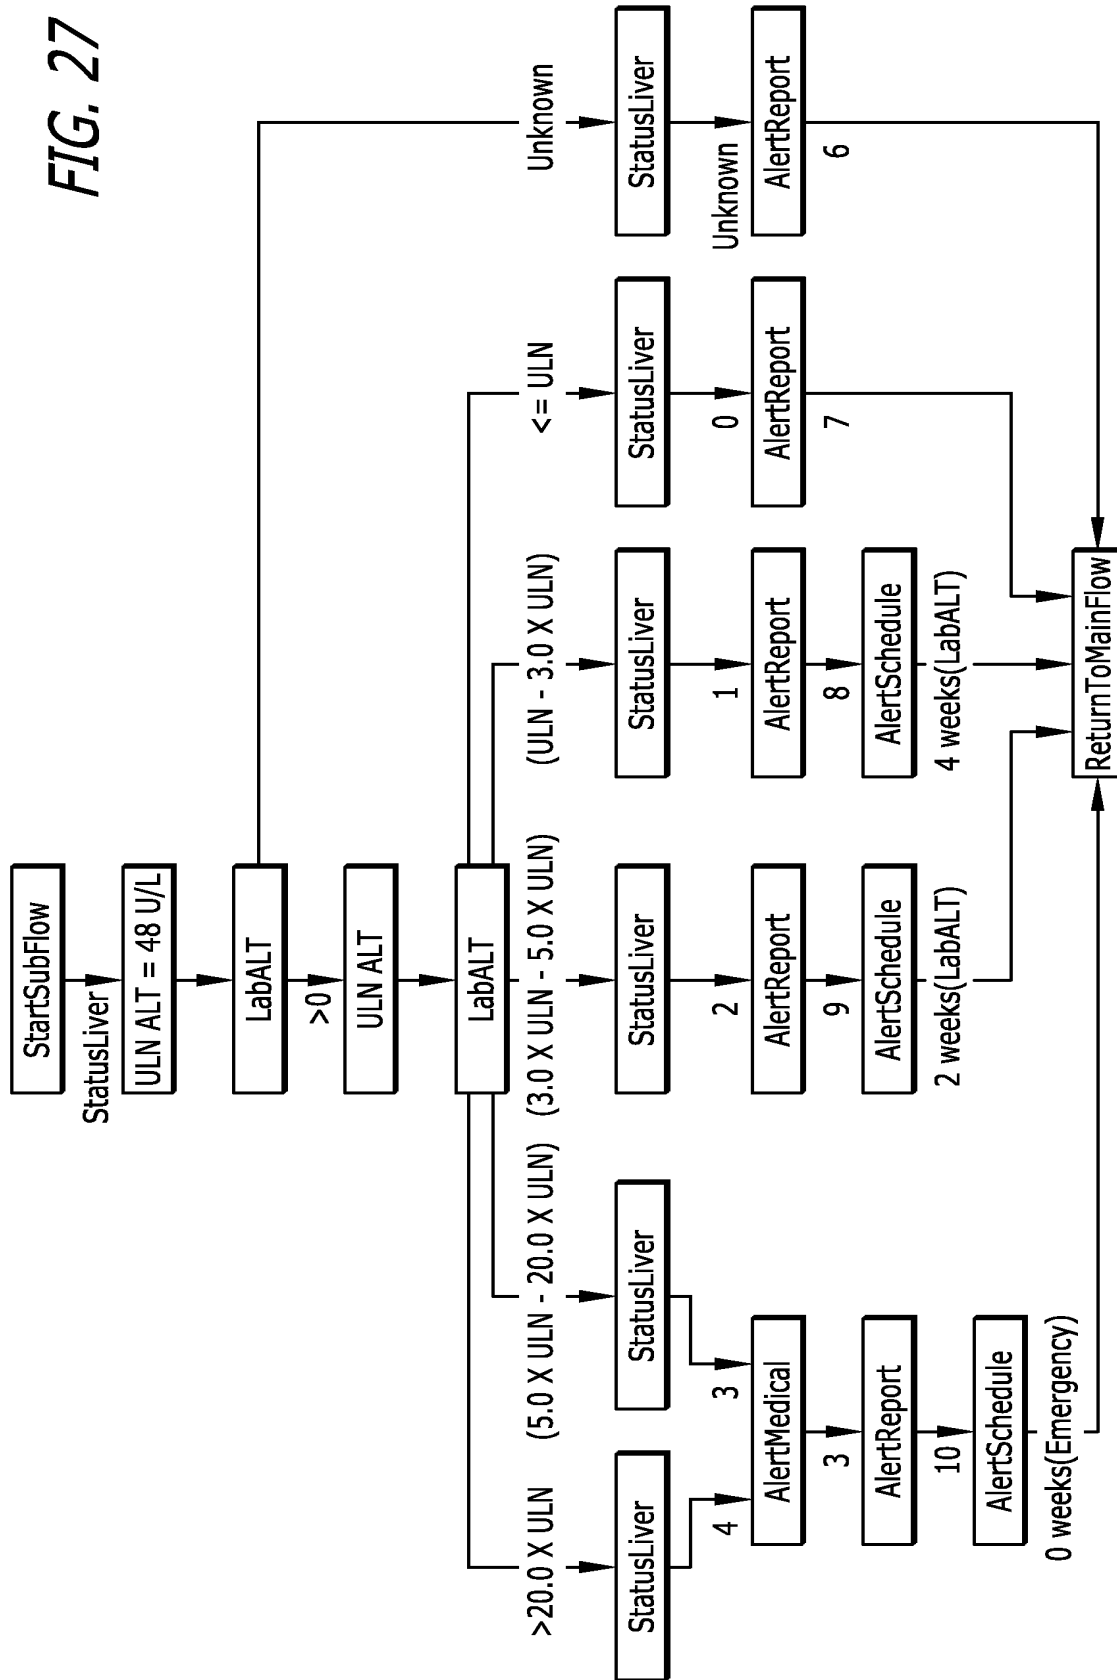 FIG. 27
StartSubFlow
StatusLiver
ULN ALT = 48 U/L
LabALT
>0
ULN ALT
LabALT
>20.0 X ULN
(5.0 X ULN - 20.0 X ULN)
(3.0 X ULN - 5.0 X ULN)
(ULN - 3.0 X ULN)
<= ULN
Unknown
StatusLiver
StatusLiver
StatusLiver
StatusLiver
StatusLiver
StatusLiver
4
3
2
1
0
Unknown
AlertMedical
AlertReport
AlertReport
AlertReport
AlertReport
3
9
8
7
6
AlertReport
AlertSchedule
AlertSchedule
10
2 weeks(LabALT)
4 weeks(LabALT)
AlertSchedule
0 weeks(Emergency)
ReturnToMainFlow